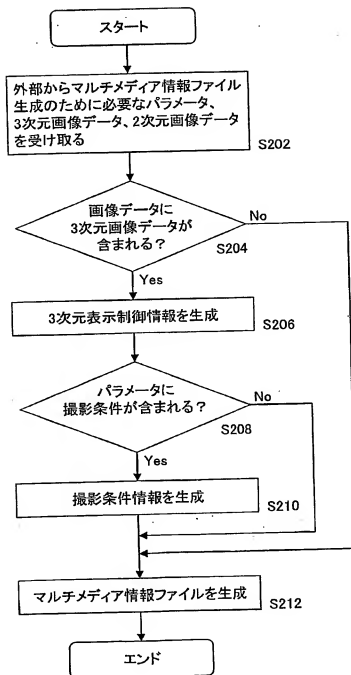 スタート
外部からマルチメディア情報ファイル
生成のために必要なパラメータ、
3次元画像データ、2次元画像データ
を受け取る
S202
画像データに
3次元画像データが
含まれる？
No
S204
Yes
3次元表示制御情報を生成
S206
パラメータに
撮影条件が含まれる？
No
S208
Yes
撮影条件情報を生成
S210
マルチメディア情報ファイルを生成
S212
エンド